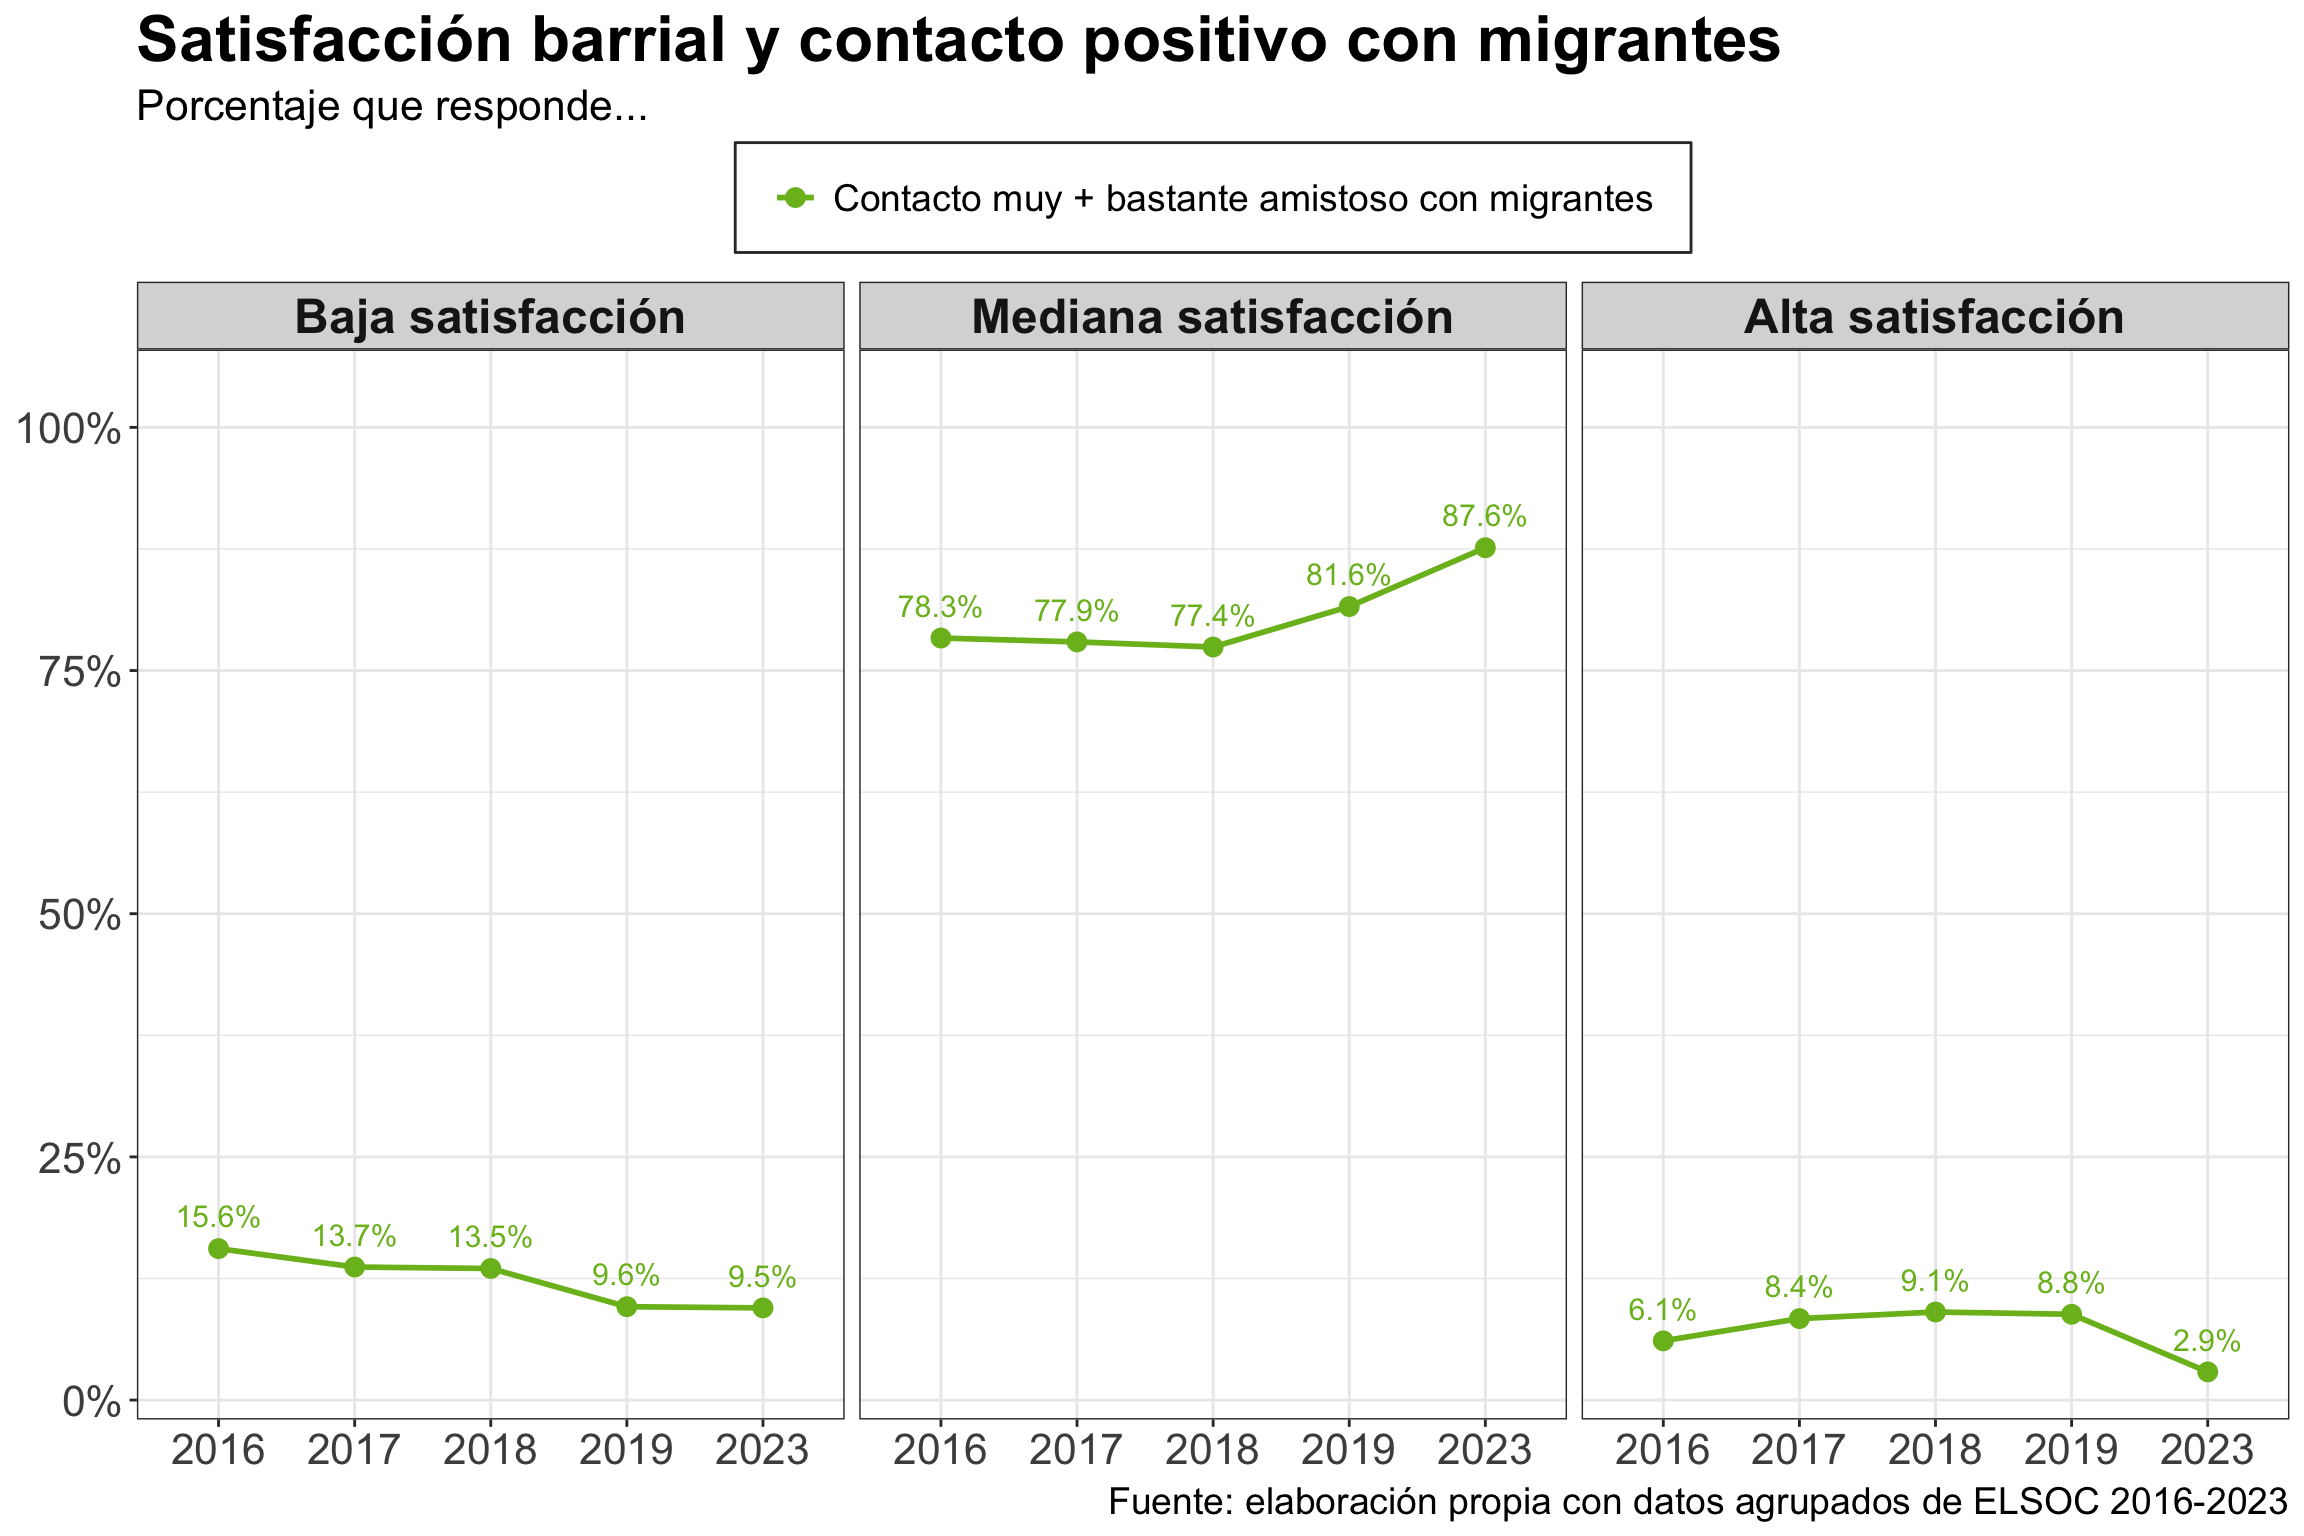 Satisfacción barrial y contacto positivo con migrantes
Porcentaje que responde...
Contacto muy + bastante amistoso con migrantes
Baja satisfacción
Mediana satisfacción
Alta satisfacción
100%
75%
50%
25%
0%
15.6%
13.7%
13.5%
9.6%
9.5%
78.3%
77.9%
77.4%
81.6%
87.6%
6.1%
8.4%
9.1%
8.8%
2.9%
2016 2017 2018 2019 2023
2016 2017 2018 2019 2023
2016 2017 2018 2019 2023
Fuente: elaboración propia con datos agrupados de ELSOC 2016-2023